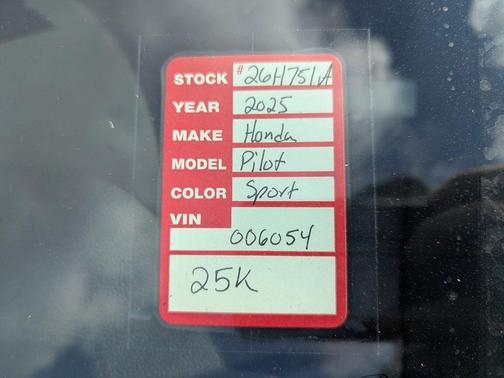 STOCK #26H751A
YEAR 2025
MAKE Honda
MODEL Pilot
COLOR Sport
VIN
006054
25K